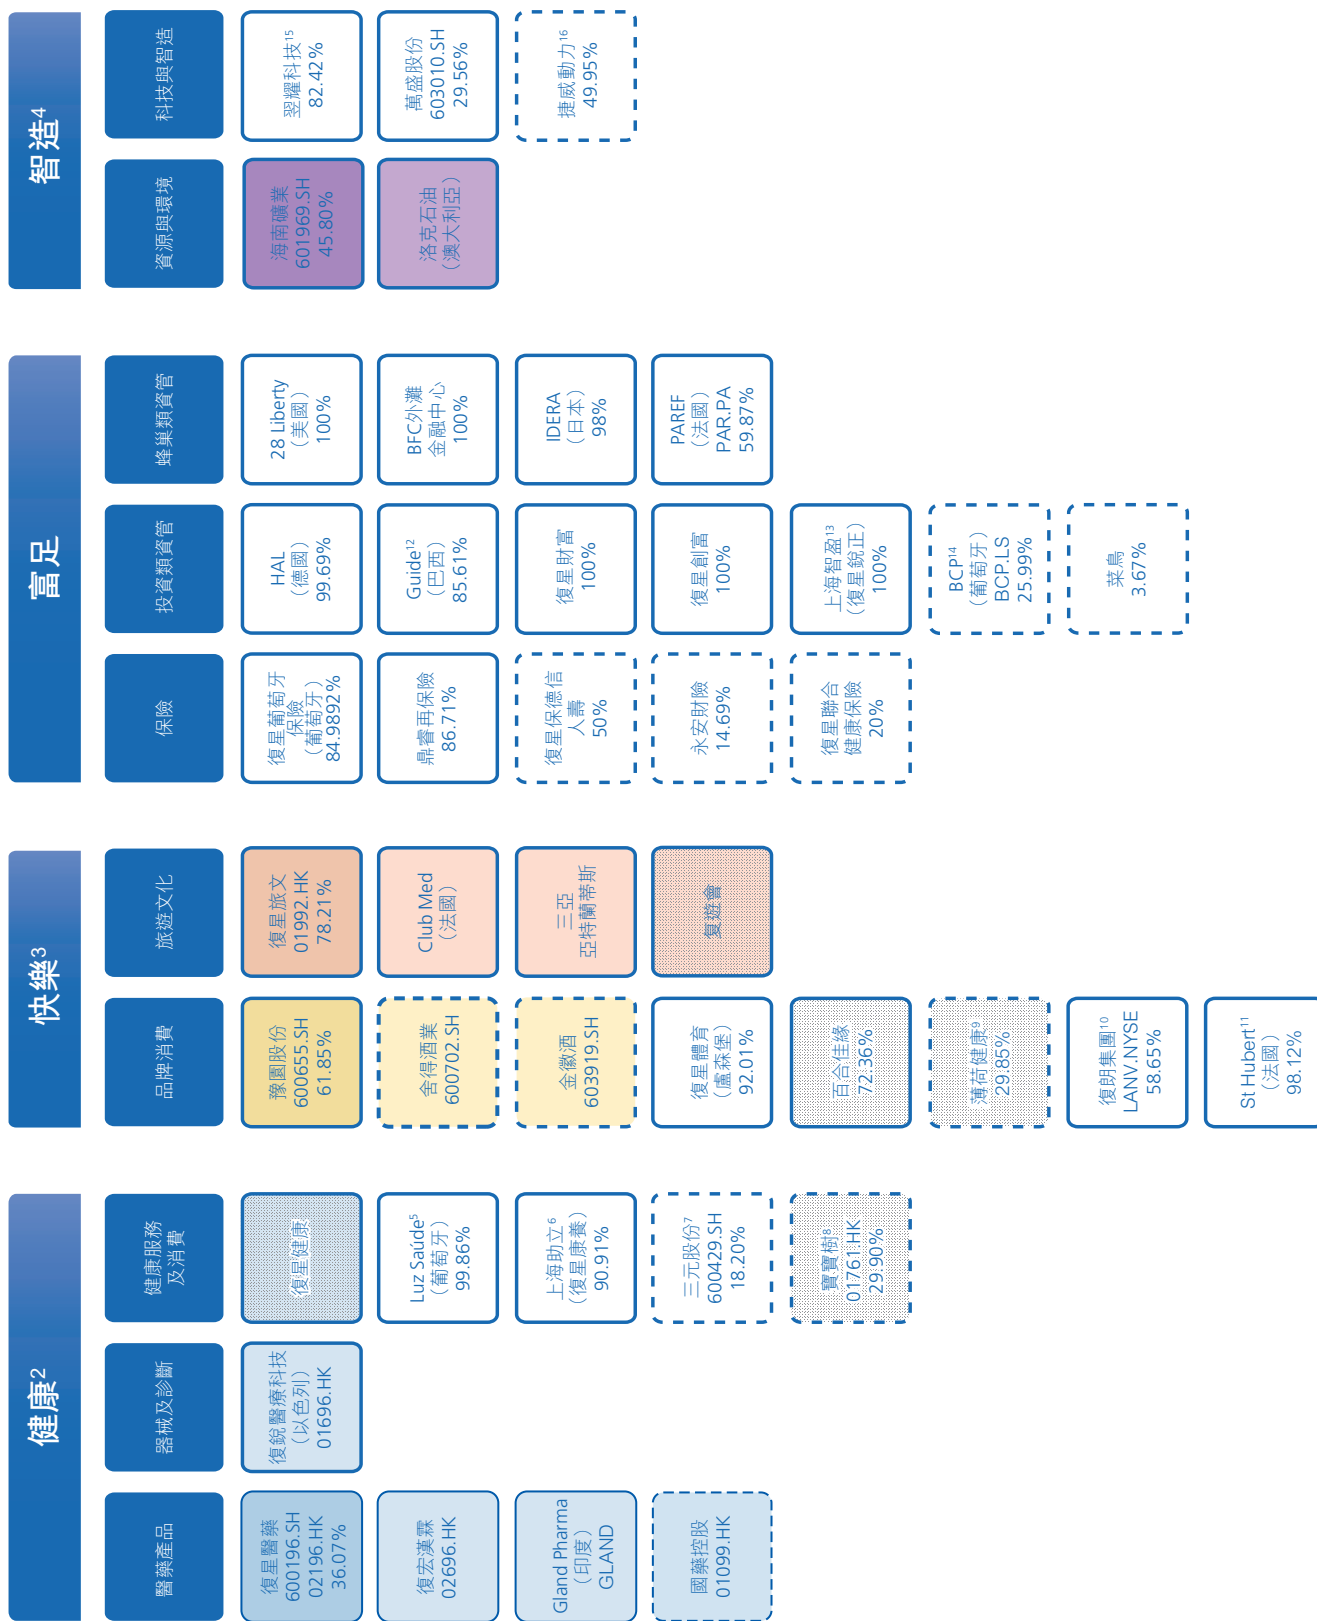 健康2
醫藥產品
復星醫藥
600196.SH
02196.HK
36.07%
復宏漢霖
02696.HK
Gland Pharma
（印度）
GLAND
國藥控股
01099.HK
器械及診斷
復銳醫療科技
（以色列）
01696.HK
健康服務
及消費
復星健康
Luz Saúde5
（葡萄牙）
99.86%
上海助立6
（復星康養）
90.91%
三元股份7
600429.SH
18.20%
寶寶樹8
01761.HK
29.90%
快樂3
品牌消費
豫園股份
600655.SH
61.85%
舍得酒業
600702.SH
金徽酒
603919.SH
復星體育
（盧森堡）
92.01%
百合佳緣
72.36%
薄荷健康9
29.85%
復朗集團10
LANV.NYSE
58.65%
St Hubert11
（法國）
98.12%
旅遊文化
復星旅文
01992.HK
78.21%
Club Med
（法國）
三亞
亞特蘭蒂斯
复遊會
富足
保險
復星葡萄牙
保險
（葡萄牙）
84.9892%
鼎睿再保險
86.71%
復星保德信
人壽
50%
永安財險
14.69%
復星聯合
健康保險
20%
投資類資管
HAL
（德國）
99.69%
Guide12
（巴西）
85.61%
復星財富
100%
復星創富
100%
上海智盈13
（復星銳正）
100%
BCP14
（葡萄牙）
BCP.LS
25.99%
菜鳥
3.67%
蜂巢類資管
28 Liberty
（美國）
100%
BFC外灘
金融中心
100%
IDERA
（日本）
98%
PAREF
（法國）
PAR.PA
59.87%
智造4
資源與環境
海南礦業
601969.SH
45.80%
洛克石油
（澳大利亞）
科技與智造
翌耀科技15
82.42%
萬盛股份
603010.SH
29.56%
捷威動力16
49.95%